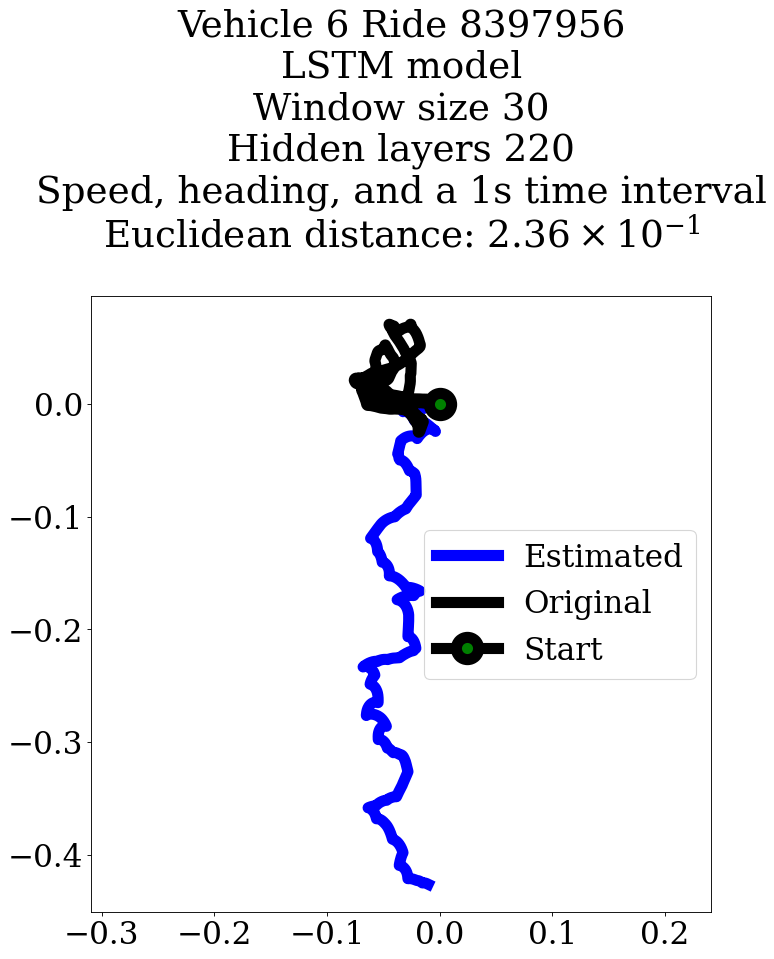 Vehicle 6 Ride 8397956
LSTM model
Window size 30
Hidden layers 220
Speed, heading, and a 1s time interval
Euclidean distance: 2.36 × 10⁻¹
0.0
−0.1
−0.2
−0.3
−0.4
Estimated
Original
Start
−0.3 −0.2 −0.1 0.0 0.1 0.2